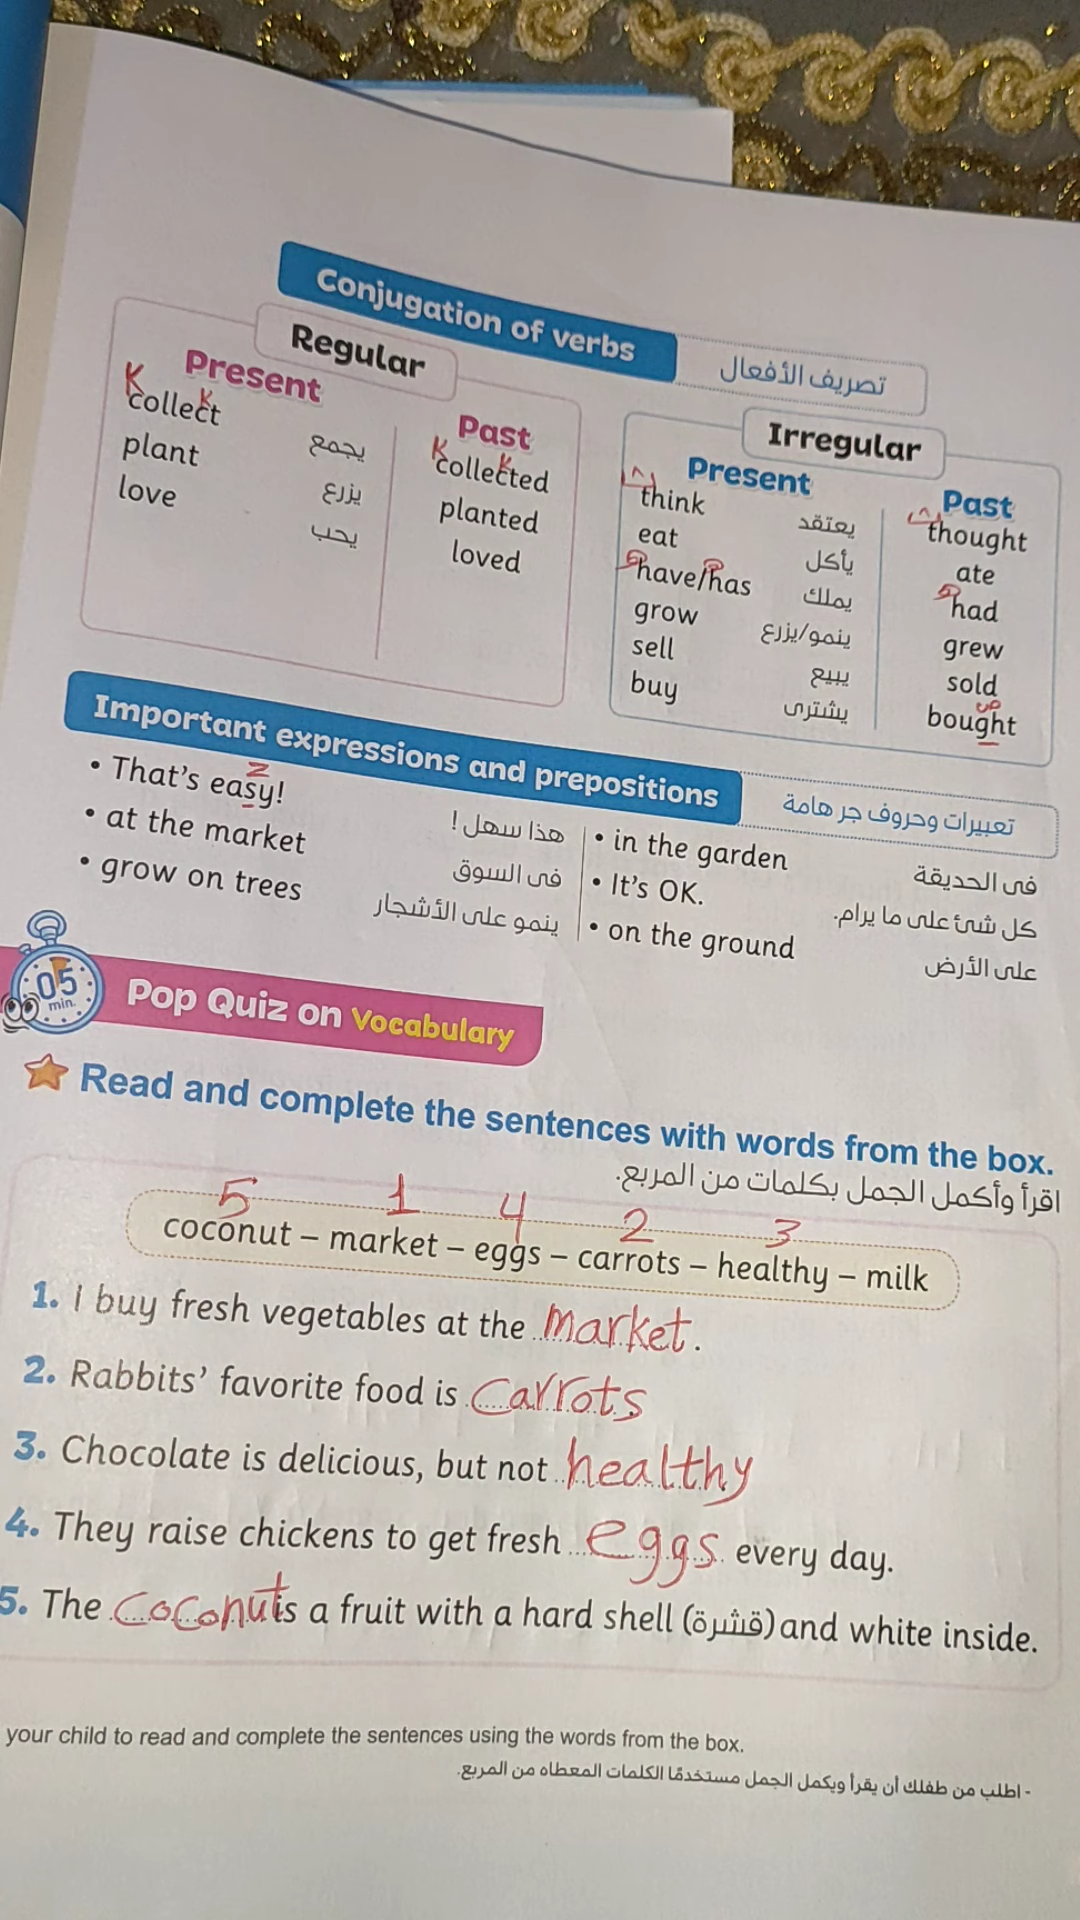 Conjugation of verbs
تصريف الأفعال
Regular
Present
Past
K K
collect يجمع
K K
collected
plant يزرع planted
love يحب loved
Irregular
Present
Past
think يعتقد thought
eat يأكل ate
have/has يملك had
grow ينمو/يزرع grew
sell يبيع sold
buy يشترى bought
Important expressions and prepositions
تعبيرات وحروف جر هامة
z
• That's easy! هذا سهل !
• at the market فى السوق
• grow on trees ينمو على الأشجار
• in the garden فى الحديقة
• It's OK. كل شئ على ما يرام.
• on the ground على الأرض
05
min.
Pop Quiz on Vocabulary
Read and complete the sentences with words from the box.
اقرأ وأكمل الجمل بكلمات من المربع.
5 1 4 2 3
coconut – market – eggs – carrots – healthy – milk
1. I buy fresh vegetables at the market.
2. Rabbits' favorite food is carrots
3. Chocolate is delicious, but not healthy
4. They raise chickens to get fresh eggs every day.
5. The coconut is a fruit with a hard shell (قشرة) and white inside.
your child to read and complete the sentences using the words from the box.
- اطلب من طفلك أن يقرأ ويكمل الجمل مستخدمًا الكلمات المعطاه من المربع.